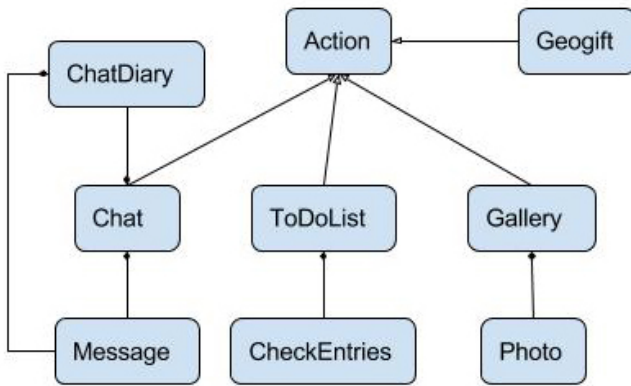 Action
Geogift
ChatDiary
Chat
ToDoList
Gallery
Message
CheckEntries
Photo